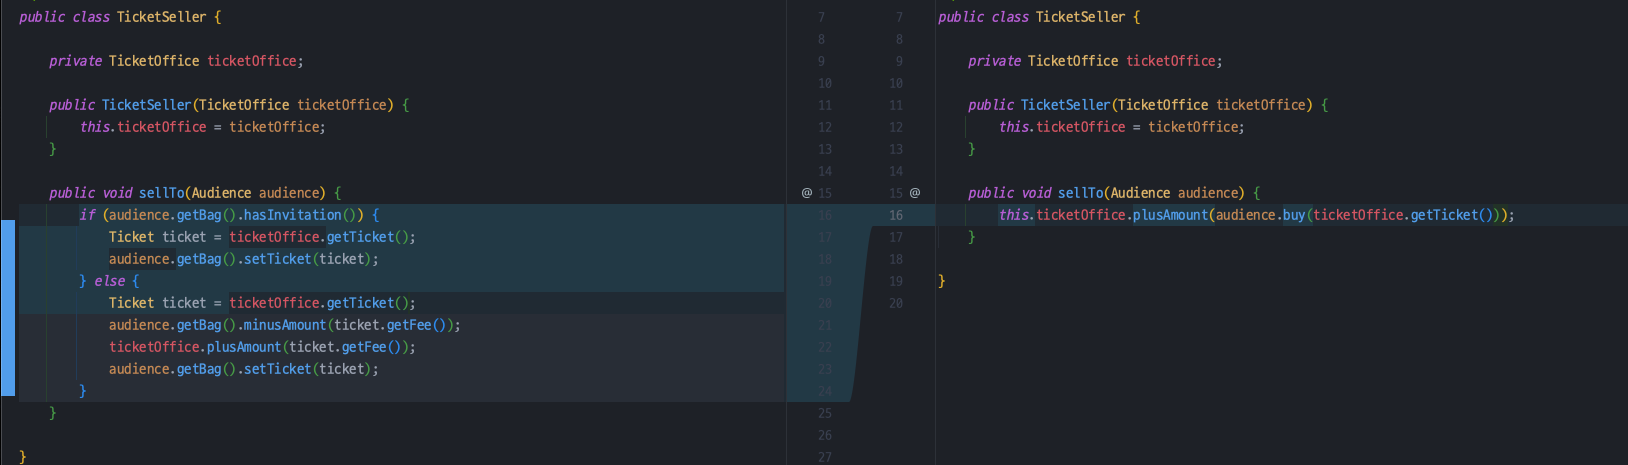 public class TicketSeller {
private TicketOffice ticketOffice;
public TicketSeller(TicketOffice ticketOffice) {
this.ticketOffice = ticketOffice;
}
public void sellTo(Audience audience) {
if (audience.getBag().hasInvitation()) {
Ticket ticket = ticketOffice.getTicket();
audience.getBag().setTicket(ticket);
} else {
Ticket ticket = ticketOffice.getTicket();
audience.getBag().minusAmount(ticket.getFee());
ticketOffice.plusAmount(ticket.getFee());
audience.getBag().setTicket(ticket);
}
}
}
7 7
8 8
9 9
10 10
11 11
12 12
13 13
14 14
@ 15 15 @
16 16
17 17
18 18
19 19
20 20
21
22
23
24
25
26
27
public class TicketSeller {
private TicketOffice ticketOffice;
public TicketSeller(TicketOffice ticketOffice) {
this.ticketOffice = ticketOffice;
}
public void sellTo(Audience audience) {
this.ticketOffice.plusAmount(audience.buy(ticketOffice.getTicket()));
}
}